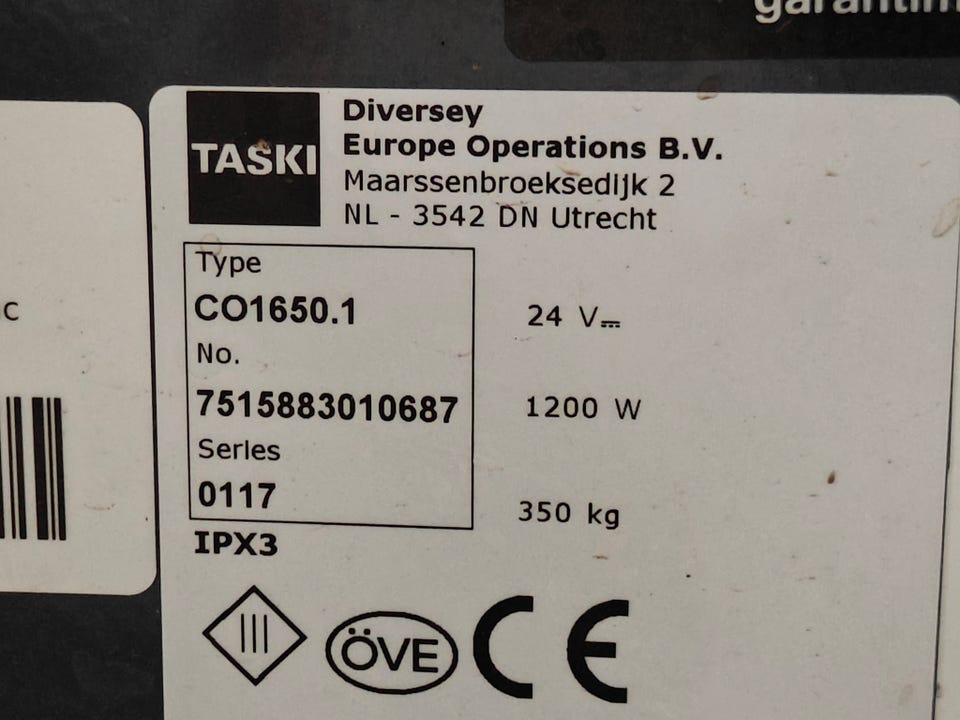 TASKI
Diversey
Europe Operations B.V.
Maarssenbroeksedijk 2
NL - 3542 DN Utrecht
Type
CO1650.1
24 V⎓
No.
7515883010687
1200 W
Series
0117
350 kg
IPX3
III
ÖVE
CE